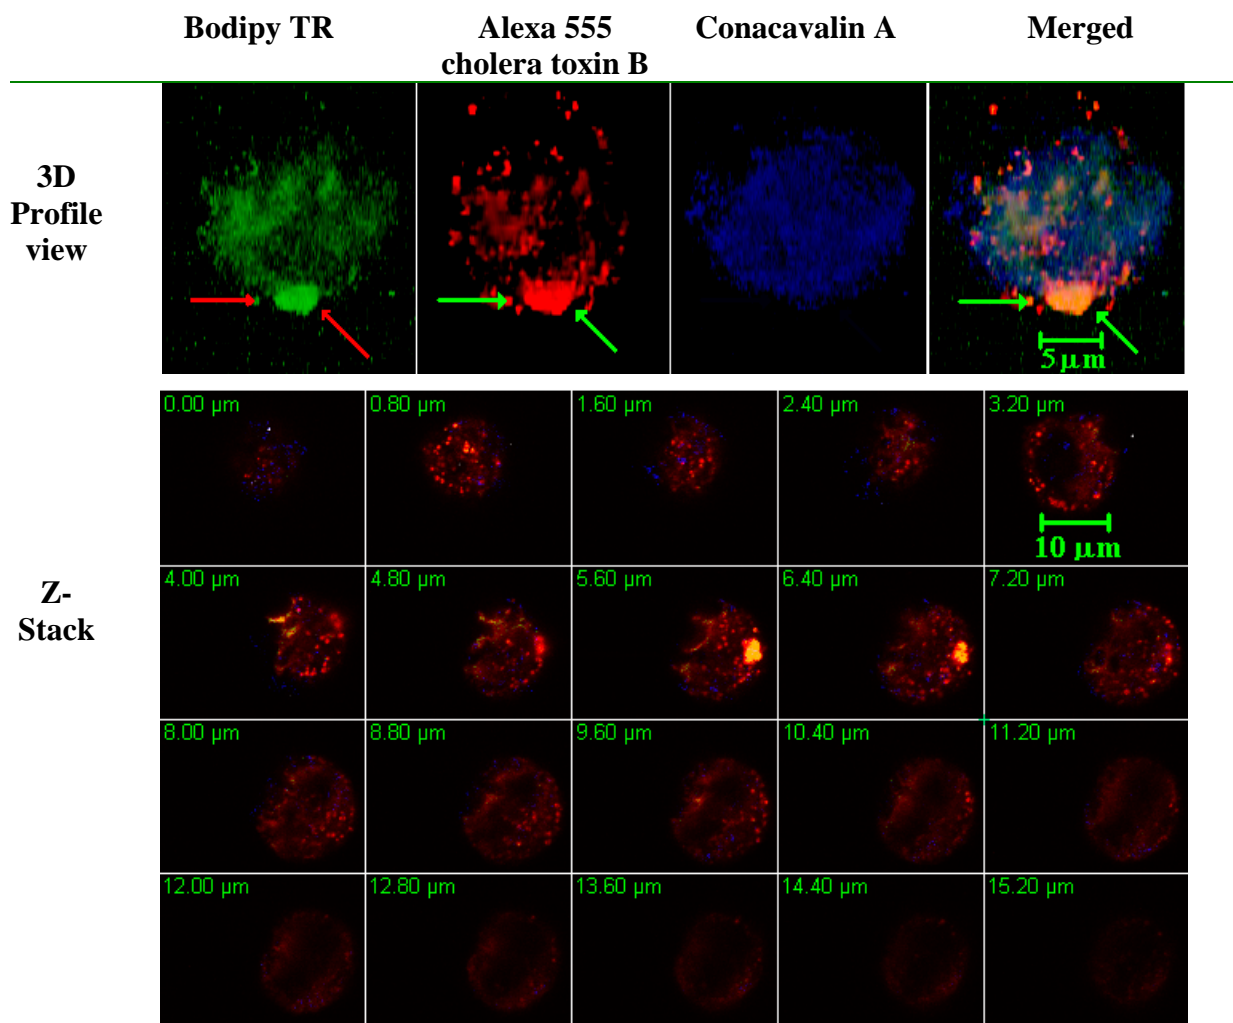 Bodipy TR
Alexa 555
cholera toxin B
Conacavalin A
Merged
3D
Profile
view
5 μm
Z-
Stack
0.00 µm
0.80 µm
1.60 µm
2.40 µm
3.20 µm
10 µm
4.00 µm
4.80 µm
5.60 µm
6.40 µm
7.20 µm
8.00 µm
8.80 µm
9.60 µm
10.40 µm
11.20 µm
12.00 µm
12.80 µm
13.60 µm
14.40 µm
15.20 µm